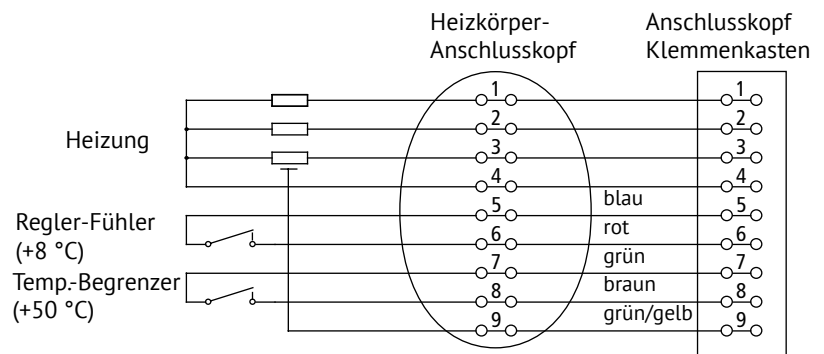 Heizkörper-
Anschlusskopf
Anschlusskopf
Klemmenkasten
Heizung
Regler-Fühler
(+8 °C)
Temp.-Begrenzer
(+50 °C)
1
2
3
4
5
6
7
8
9
blau
rot
grün
braun
grün/gelb
1
2
3
4
5
6
7
8
9